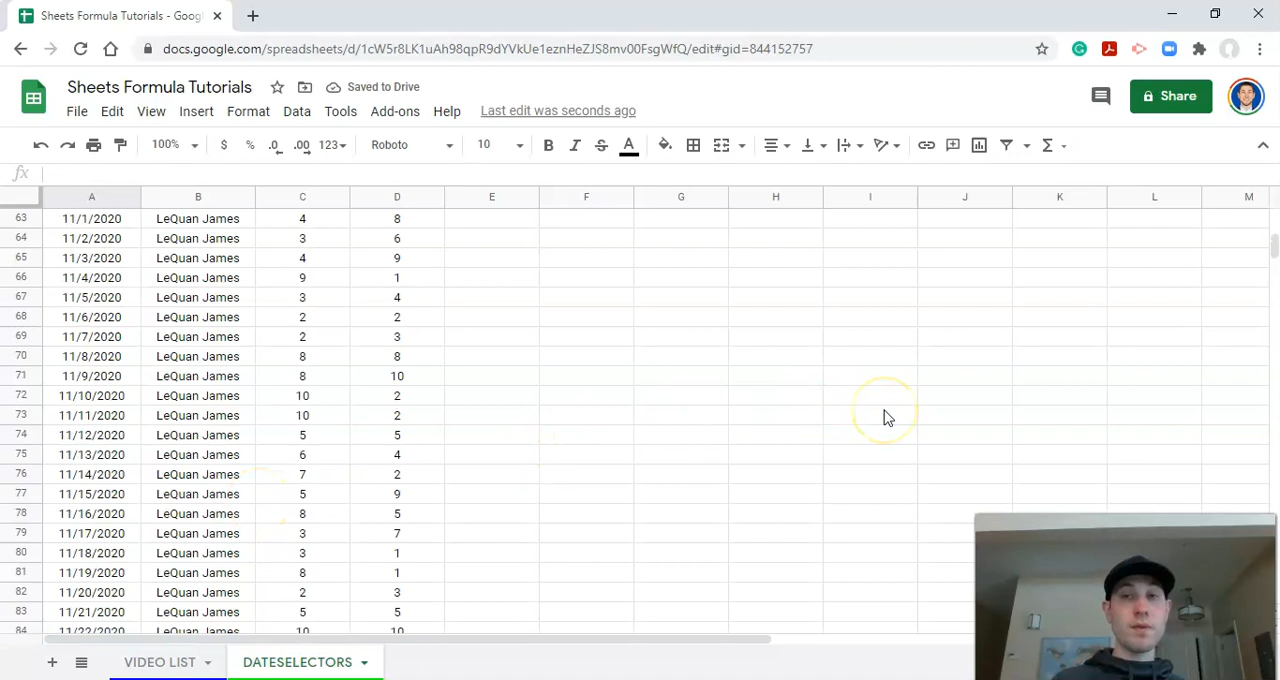 Sheets Formula Tutorials - Goog
docs.google.com/spreadsheets/d/1cW5r8LK1uAh98qpR9dYVkUe1eznHeZJS8mv00FsgWfQ/edit#gid=844152757
Sheets Formula Tutorials
Saved to Drive
File Edit View Insert Format Data Tools Add-ons Help Last edit was seconds ago
Share
100% $ % .0 .00 123 Roboto 10 B I S A
fx
A B C D E F G H I J K L M
63 11/1/2020 LeQuan James 4 8
64 11/2/2020 LeQuan James 3 6
65 11/3/2020 LeQuan James 4 9
66 11/4/2020 LeQuan James 9 1
67 11/5/2020 LeQuan James 3 4
68 11/6/2020 LeQuan James 2 2
69 11/7/2020 LeQuan James 2 3
70 11/8/2020 LeQuan James 8 8
71 11/9/2020 LeQuan James 8 10
72 11/10/2020 LeQuan James 10 2
73 11/11/2020 LeQuan James 10 2
74 11/12/2020 LeQuan James 5 5
75 11/13/2020 LeQuan James 6 4
76 11/14/2020 LeQuan James 7 2
77 11/15/2020 LeQuan James 5 9
78 11/16/2020 LeQuan James 8 5
79 11/17/2020 LeQuan James 3 7
80 11/18/2020 LeQuan James 3 1
81 11/19/2020 LeQuan James 8 1
82 11/20/2020 LeQuan James 2 3
83 11/21/2020 LeQuan James 5 5
84 11/22/2020 LeQuan James 10 10
VIDEO LIST DATESELECTORS